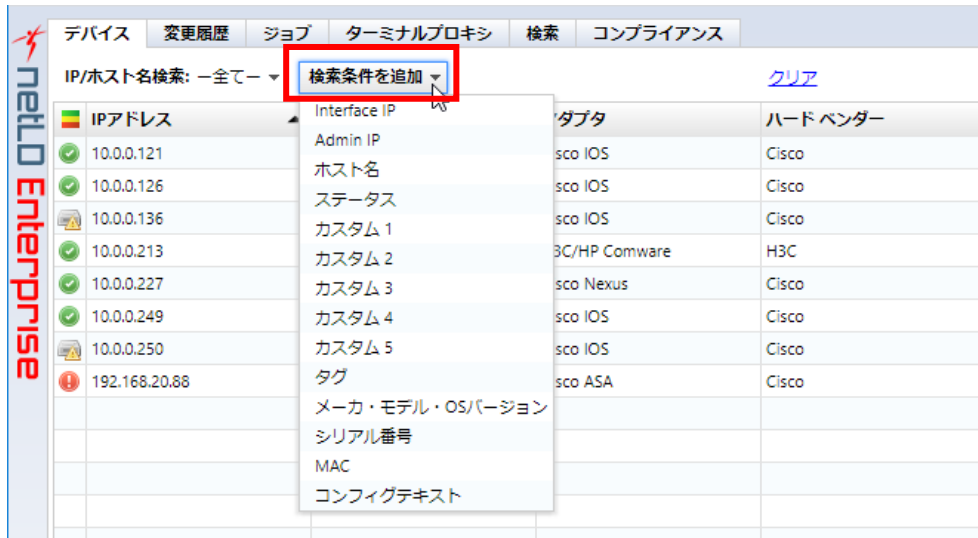 デバイス 変更履歴 ジョブ ターミナルプロキシ 検索 コンプライアンス
IP/ホスト名検索: －全て－ 検索条件を追加 クリア
IPアドレス ダプタ ハード ベンダー
Interface IP
Admin IP
ホスト名
ステータス
カスタム 1
カスタム 2
カスタム 3
カスタム 4
カスタム 5
タグ
メーカ・モデル・OSバージョン
シリアル番号
MAC
コンフィグテキスト
10.0.0.121 sco IOS Cisco
10.0.0.126 sco IOS Cisco
10.0.0.136 sco IOS Cisco
10.0.0.213 3C/HP Comware H3C
10.0.0.227 sco Nexus Cisco
10.0.0.249 sco IOS Cisco
10.0.0.250 sco IOS Cisco
192.168.20.88 sco ASA Cisco
netLD Enterprise